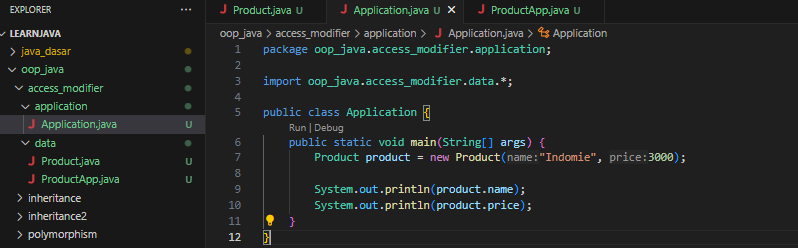 EXPLORER
LEARNJAVA
java_dasar
oop_java
access_modifier
application
J Application.java U
data
J Product.java U
J ProductApp.java U
inheritance
inheritance2
polymorphism
J Product.java U
J Application.java U ×
J ProductApp.java U
oop_java > access_modifier > application > J Application.java > Application
1 package oop_java.access_modifier.application;
2
3 import oop_java.access_modifier.data.*;
4
5 public class Application {
Run | Debug
6 public static void main(String[] args) {
7 Product product = new Product(name:"Indomie", price:3000);
8
9 System.out.println(product.name);
10 System.out.println(product.price);
11 }
12 }